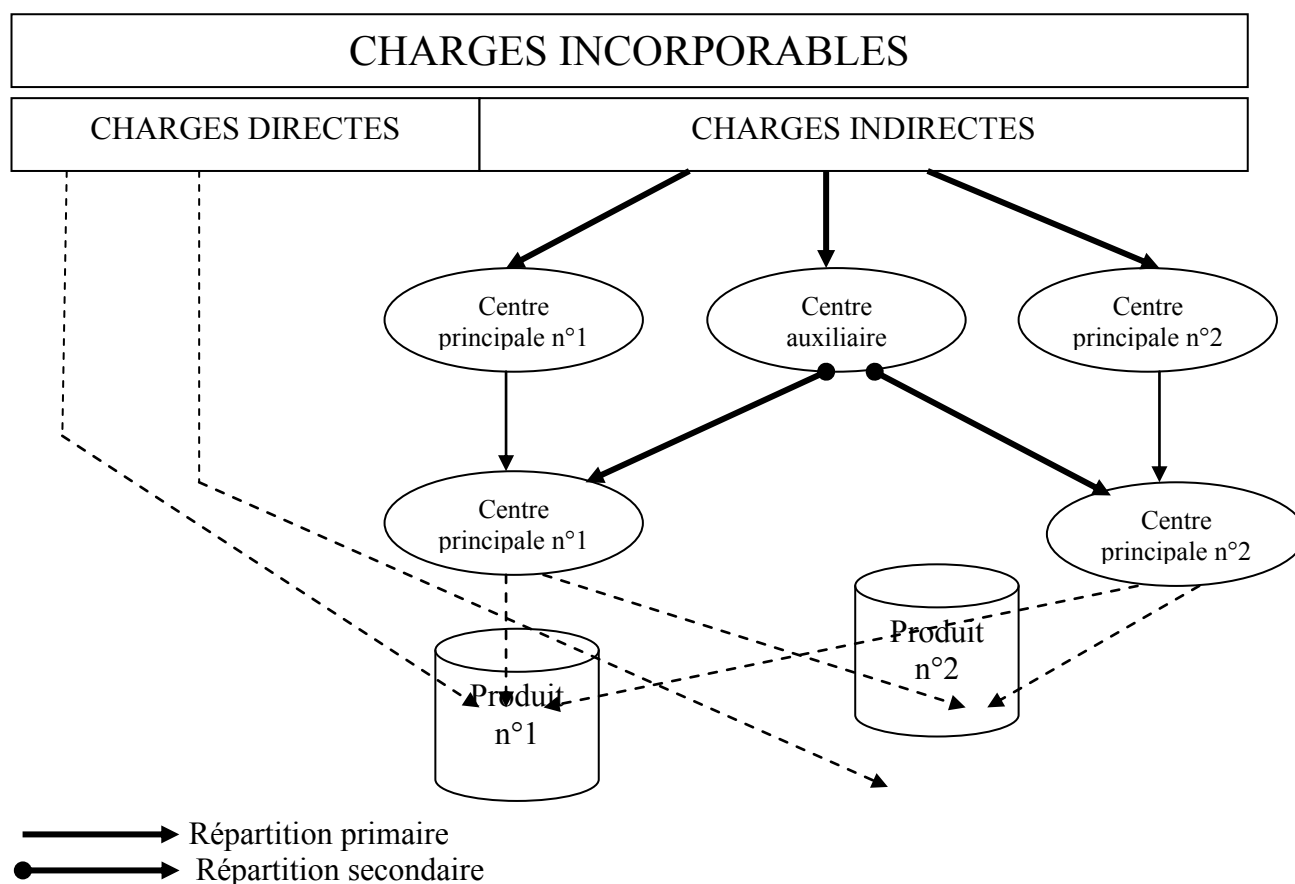 CHARGES INCORPORABLES
CHARGES DIRECTES
CHARGES INDIRECTES
Centre
principale n°1
Centre
auxiliaire
Centre
principale n°2
Centre
principale n°1
Centre
principale n°2
Produit
n°2
Produit
n°1
Répartition primaire
Répartition secondaire